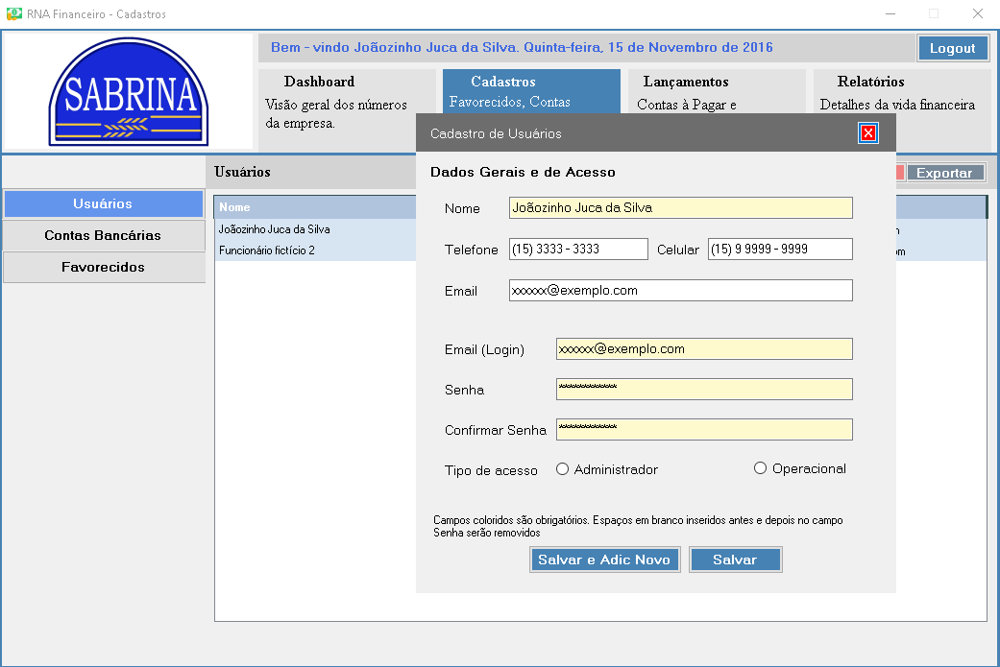 RNA Financeiro - Cadastros
SABRINA
Bem - vindo Joãozinho Juca da Silva. Quinta-feira, 15 de Novembro de 2016
Logout
Dashboard
Visão geral dos números
da empresa.
Cadastros
Favorecidos, Contas
Lançamentos
Contas à Pagar e
Relatórios
Detalhes da vida financeira
Usuários
Contas Bancárias
Favorecidos
Usuários
Exportar
Nome
Joãozinho Juca da Silva
Funcionário fictício 2
om
Cadastro de Usuários
X
Dados Gerais e de Acesso
Nome Joãozinho Juca da Silva
Telefone (15) 3333 - 3333 Celular (15) 9 9999 - 9999
Email xxxxxx@exemplo.com
Email (Login) xxxxxx@exemplo.com
Senha ************
Confirmar Senha ************
Tipo de acesso Administrador Operacional
Campos coloridos são obrigatórios. Espaços em branco inseridos antes e depois no campo
Senha serão removidos
Salvar e Adic Novo Salvar